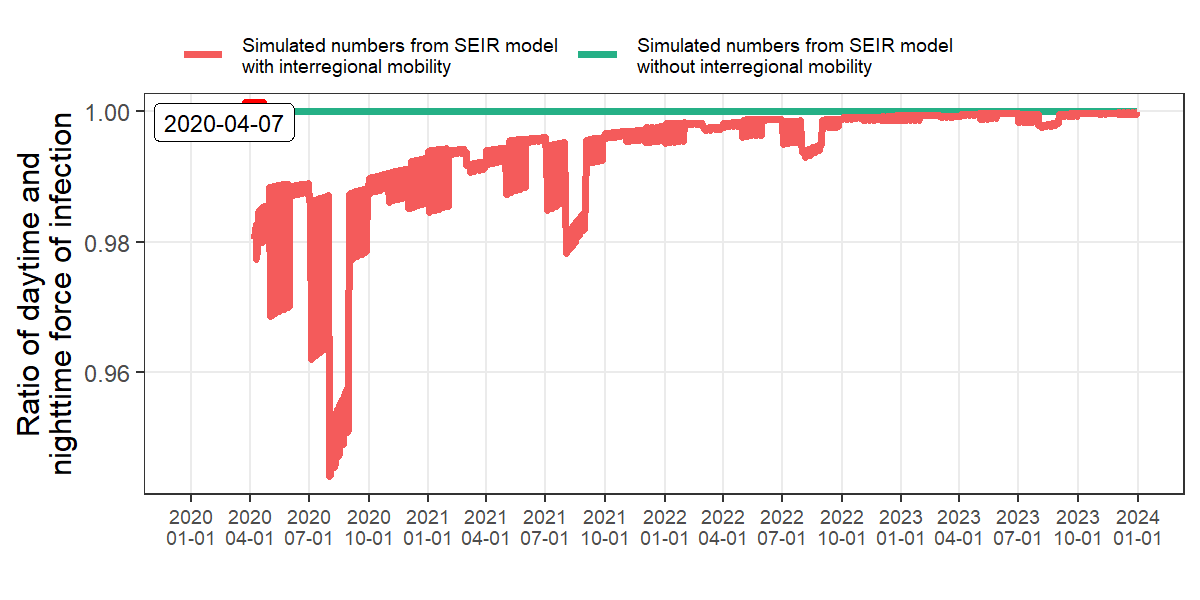 Simulated numbers from SEIR model
with interregional mobility
Simulated numbers from SEIR model
without interregional mobility
Ratio of daytime and
nighttime force of infection
1.00
0.98
0.96
2020-04-07
2020 2020 2020 2020 2021 2021 2021 2021 2022 2022 2022 2022 2023 2023 2023 2023 2024
01-01 04-01 07-01 10-01 01-01 04-01 07-01 10-01 01-01 04-01 07-01 10-01 01-01 04-01 07-01 10-01 01-01